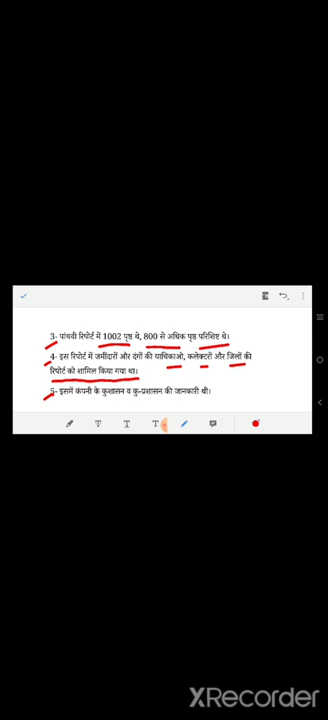 3- पांचवी रिपोर्ट में 1002 पृष्ठ थे, 800 से अधिक पृष्ठ परिशिष्ट थे।
4- इस रिपोर्ट में जमींदारों और दंगों की याचिकाओ, कलेक्टरों और जिलों की
रिपोर्ट को शामिल किया गया था।
5- इसमें कंपनी के कुशासन व कु-प्रशासन की जानकारी थी।
XRecorder